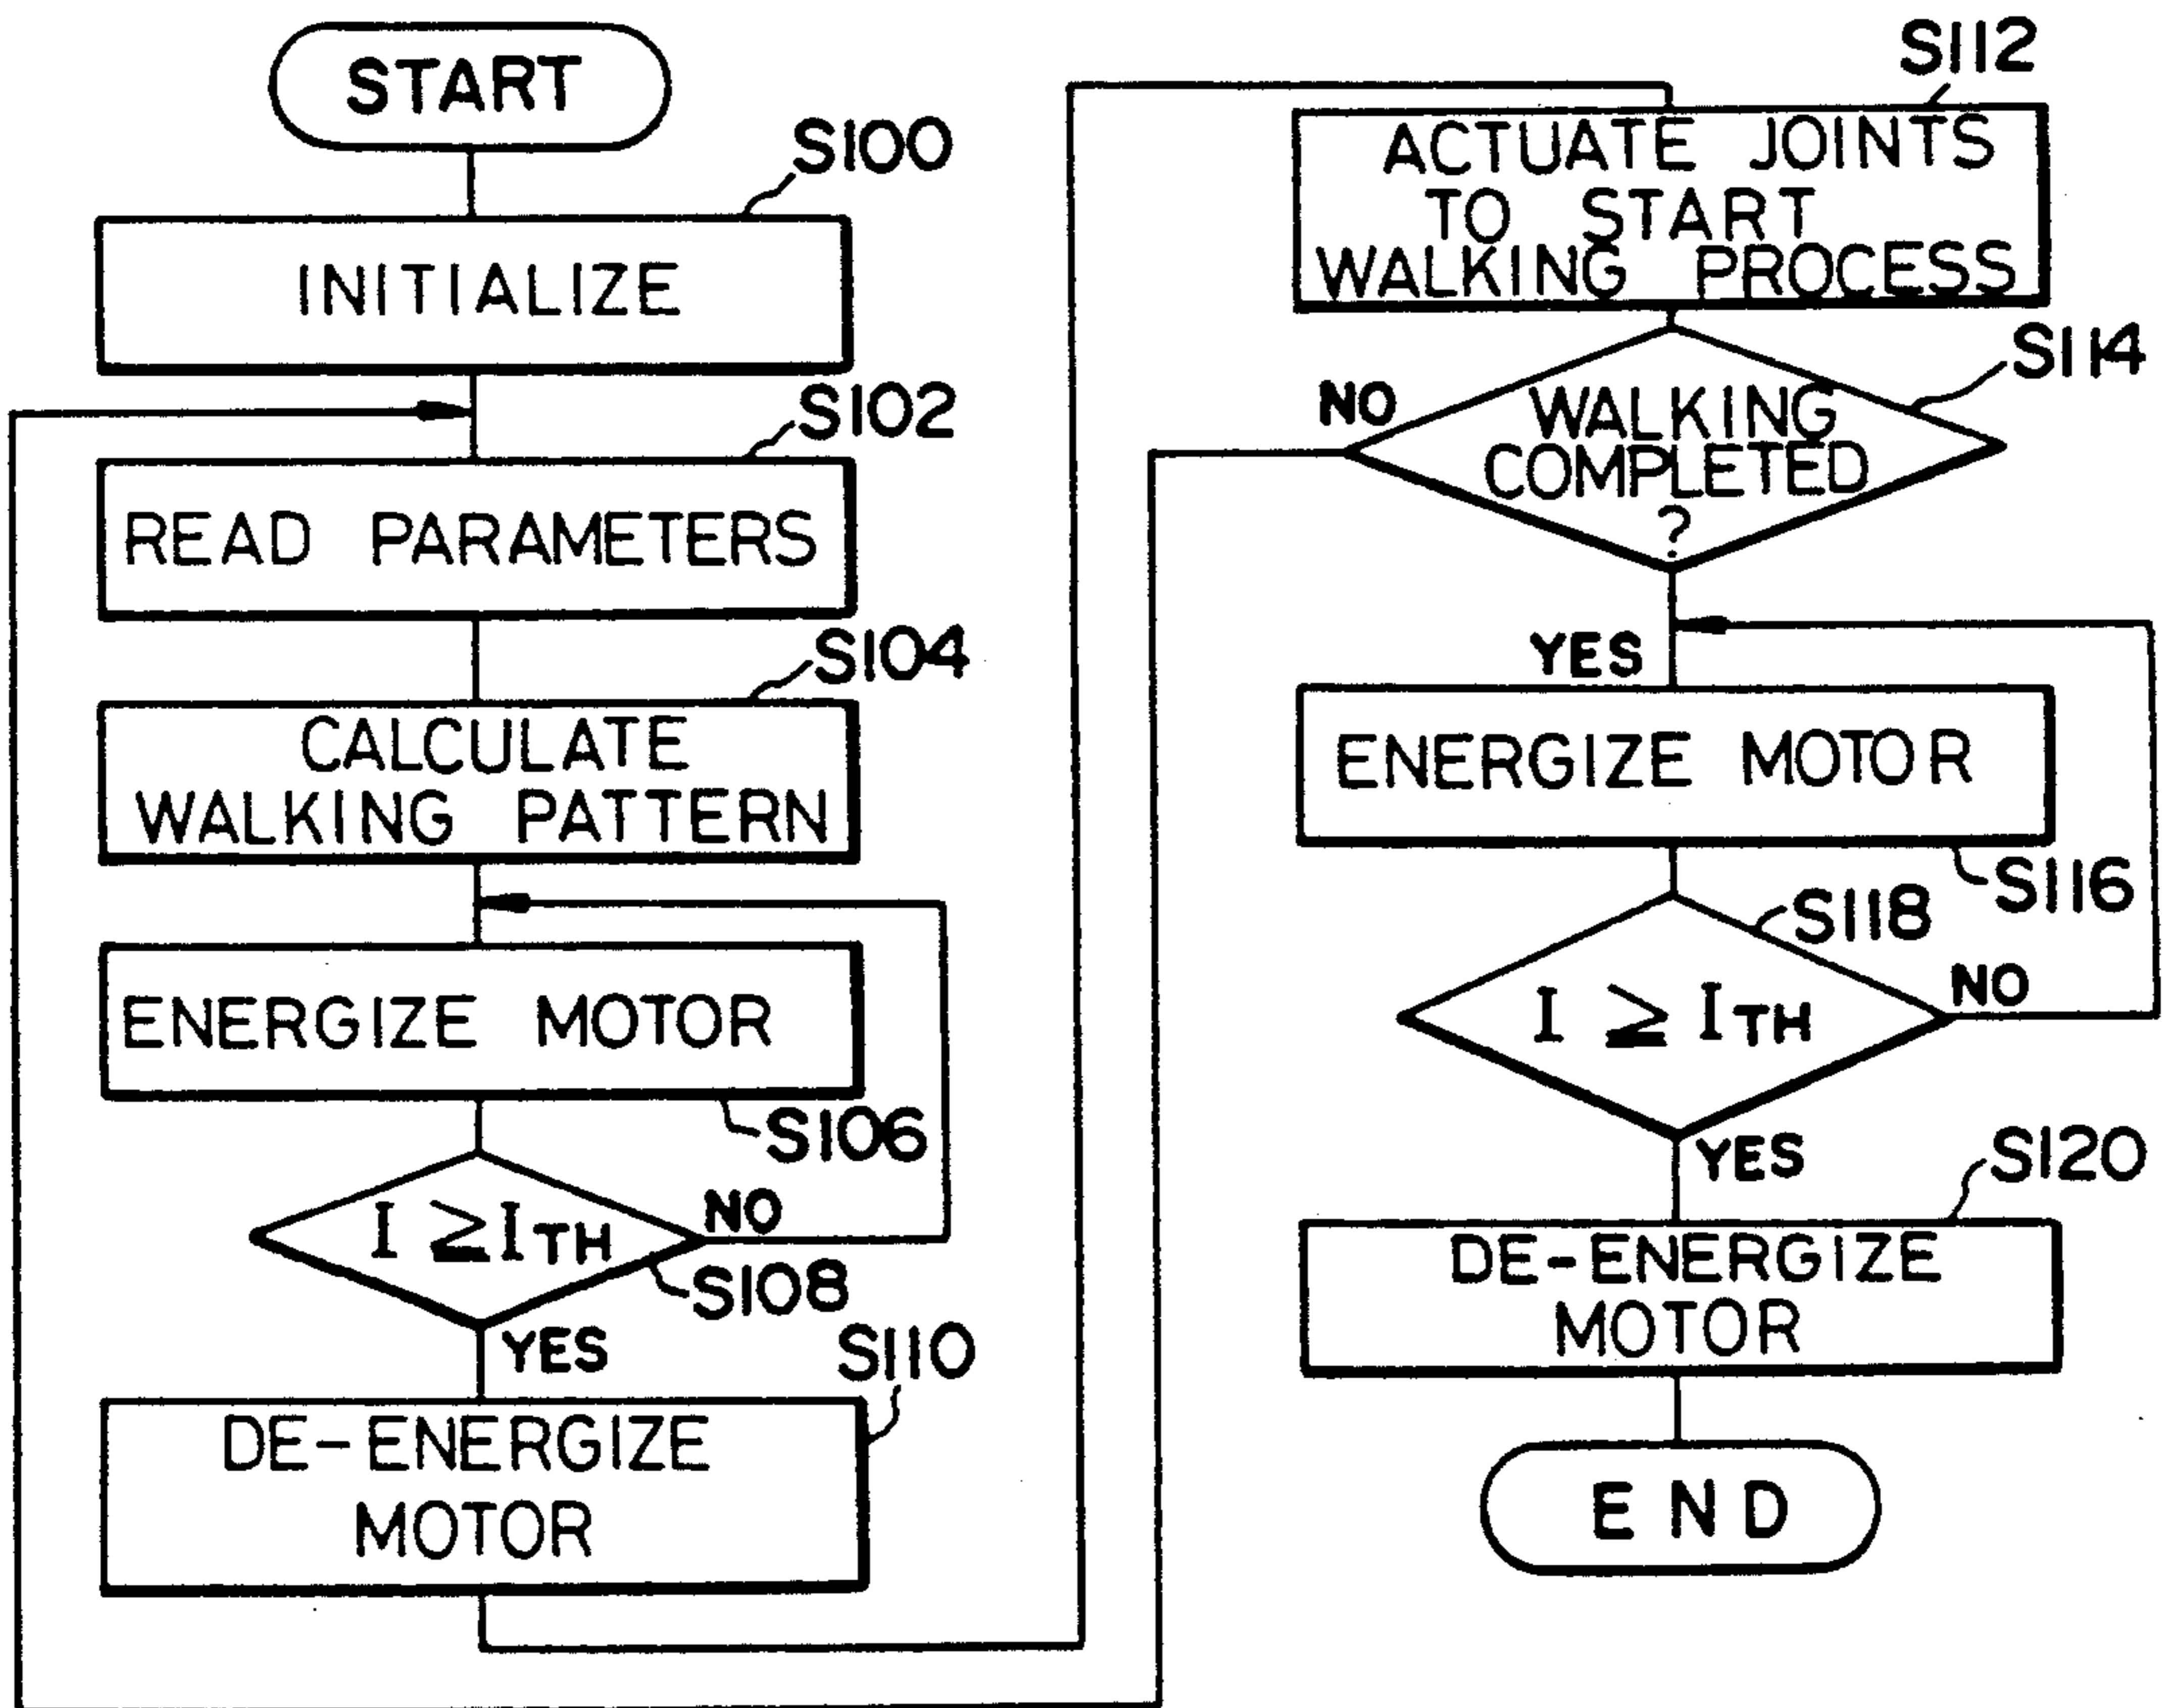 START
S100
INITIALIZE
S102
READ PARAMETERS
S104
CALCULATE
WALKING PATTERN
ENERGIZE MOTOR
S106
I ≥ ITH
NO
S108
YES
S110
DE-ENERGIZE
MOTOR
S112
ACTUATE JOINTS
TO START
WALKING PROCESS
S114
NO
WALKING
COMPLETED
?
YES
ENERGIZE MOTOR
S116
S118
I ≥ ITH
NO
YES
S120
DE-ENERGIZE
MOTOR
END